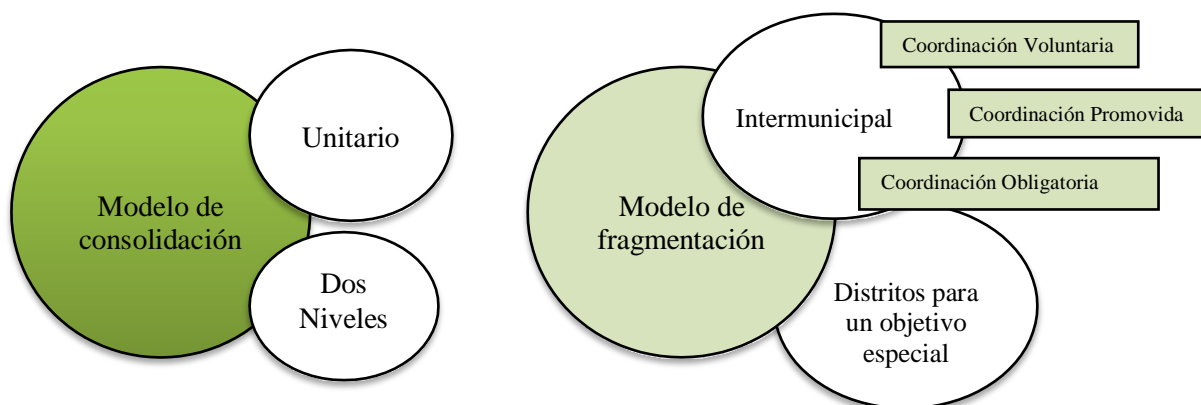 Modelo de
consolidación
Unitario
Dos
Niveles
Modelo de
fragmentación
Intermunicipal
Coordinación Voluntaria
Coordinación Promovida
Coordinación Obligatoria
Distritos para
un objetivo
especial